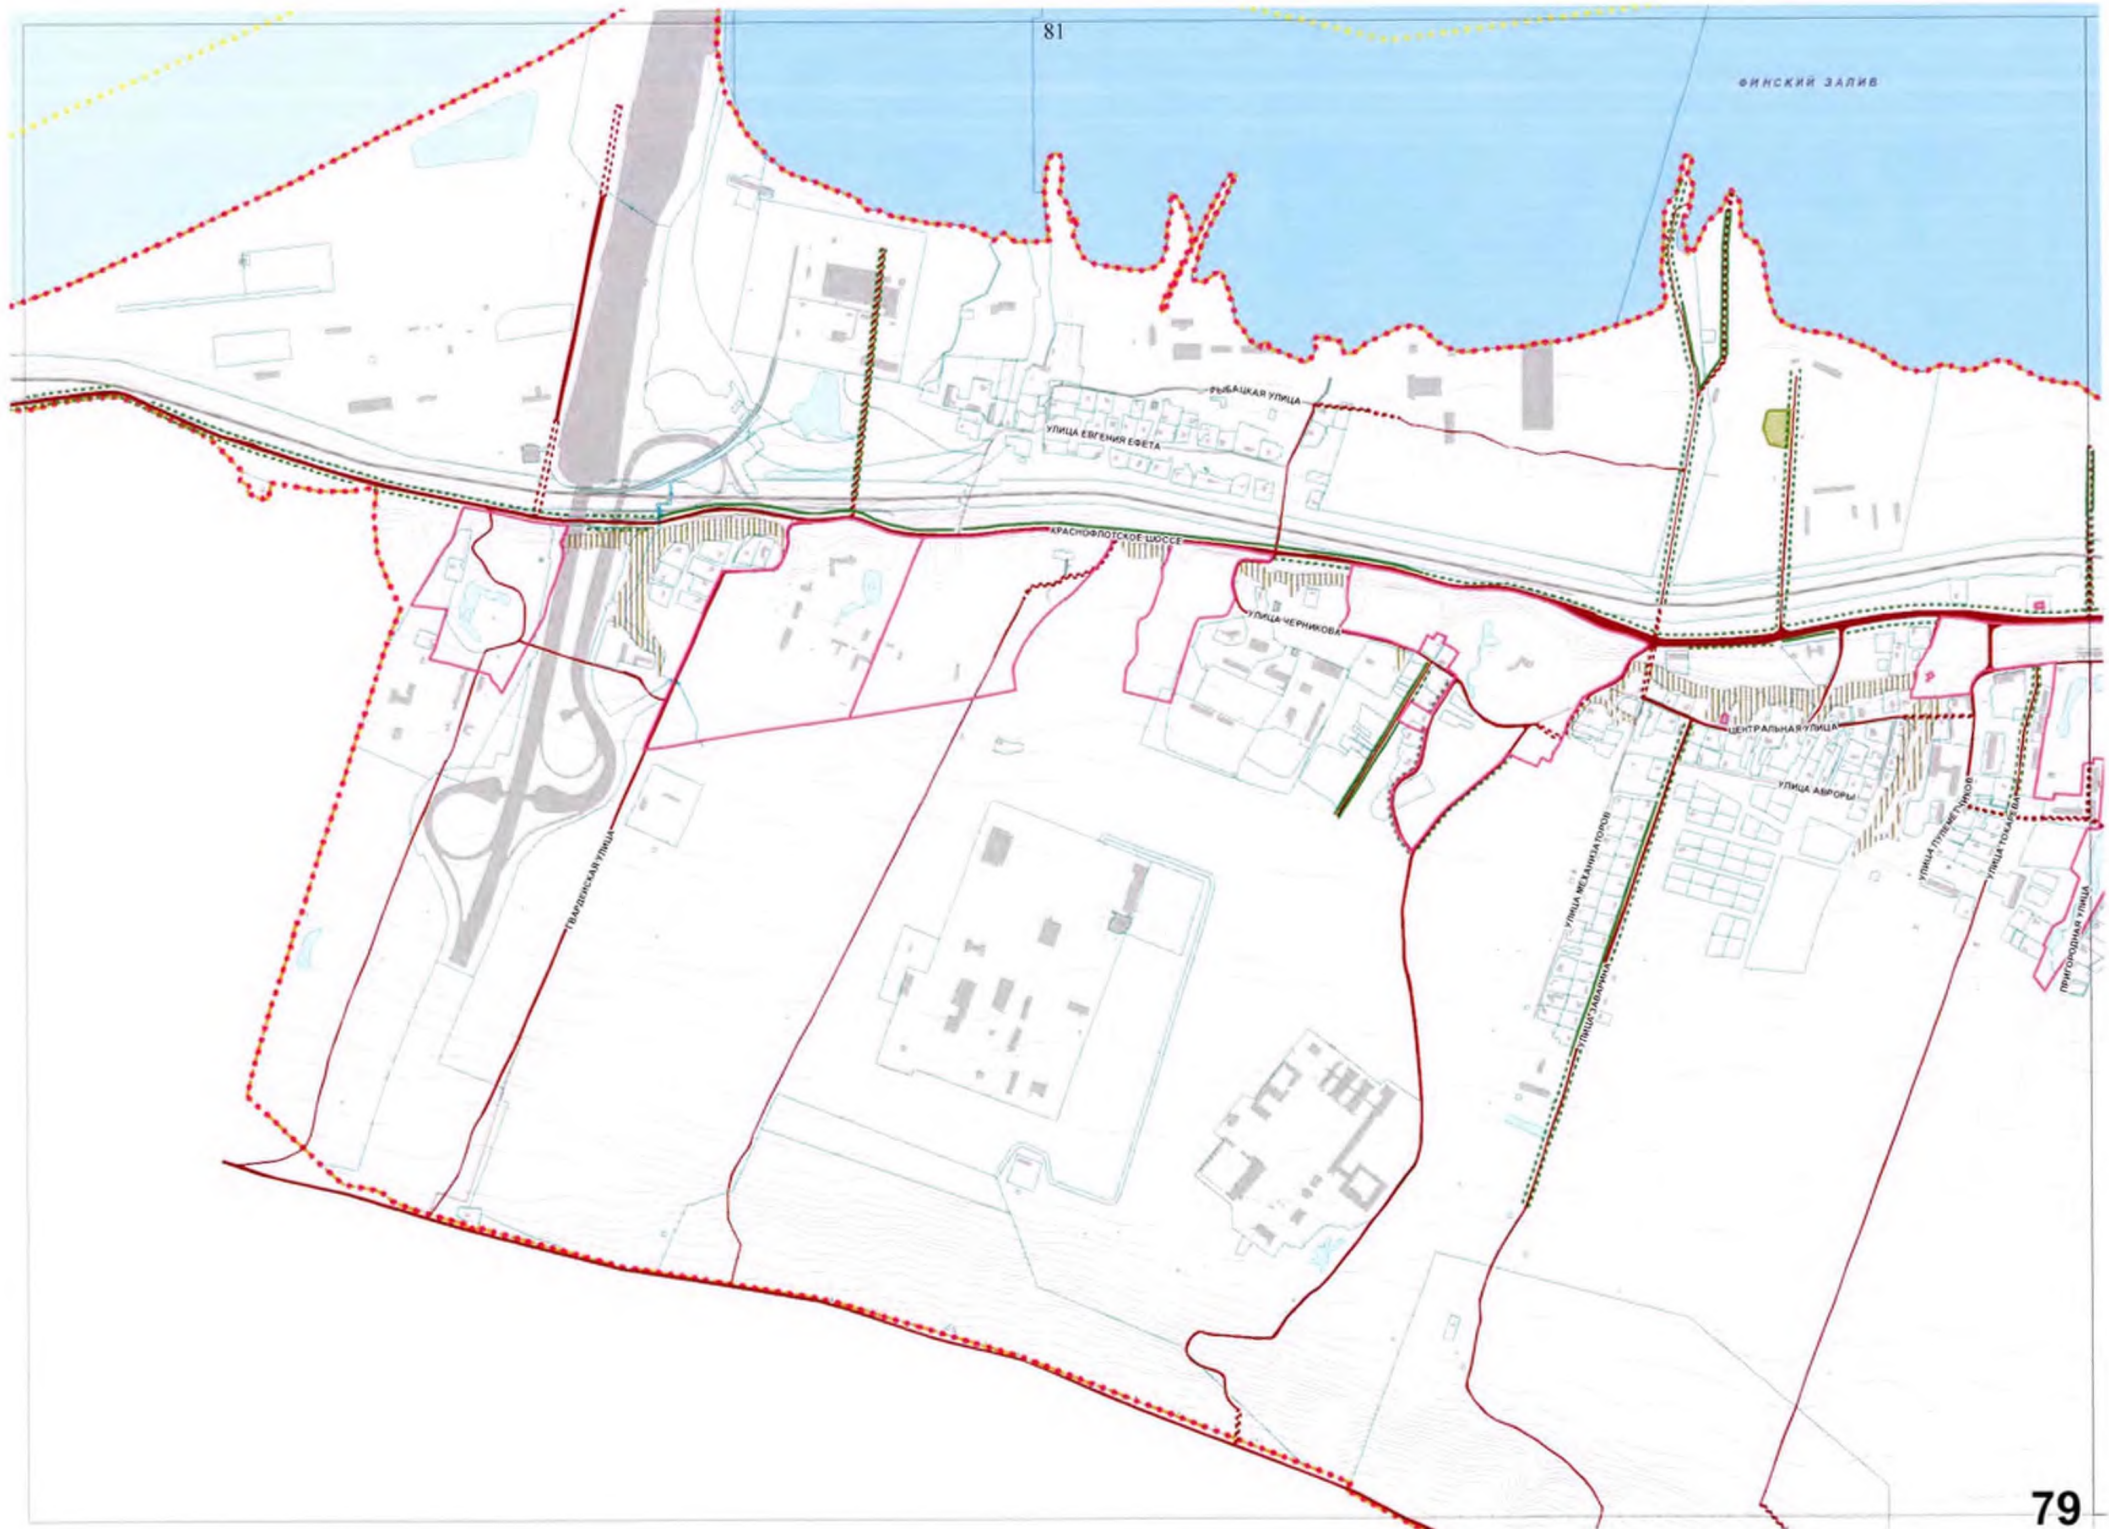 81
ФИНСКИЙ ЗАЛИВ
РЫБАЦКАЯ УЛИЦА
УЛИЦА ЕВГЕНИЯ ЕФЕТА
КРАСНОФЛОТСКОЕ ШОССЕ
УЛИЦА ЧЕРНИКОВА
ЦЕНТРАЛЬНАЯ УЛИЦА
УЛИЦА АВРОРЫ
УЛИЦА МЕХАНИЗАТОРОВ
УЛИЦА ПУЛЕМЕТЧИКОВ
УЛИЦА ТОКАРЕВА
ГВАРДЕЙСКАЯ УЛИЦА
ПРИГОРОДНАЯ УЛИЦА
УЛИЦА ЗАВАРИНА
79